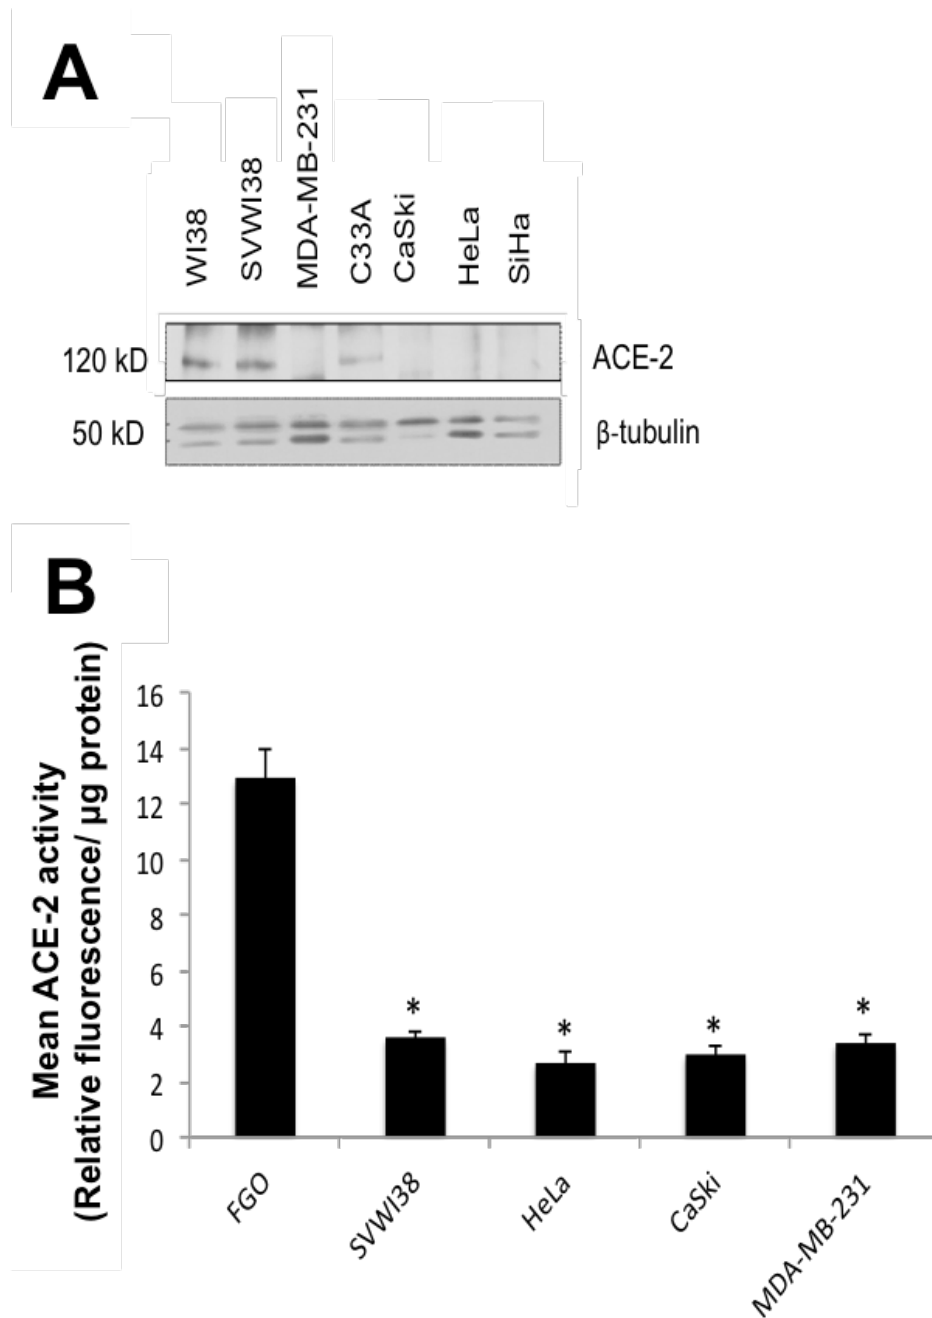 A
WI38
SVWI38
MDA-MB-231
C33A
CaSki
HeLa
SiHa
120 kD
ACE-2
50 kD
β-tubulin
B
Mean ACE-2 activity
(Relative fluorescence/ µg protein)
16
14
12
10
8
6
4
2
0
*
*
*
*
FGO
SVWI38
HeLa
CaSki
MDA-MB-231